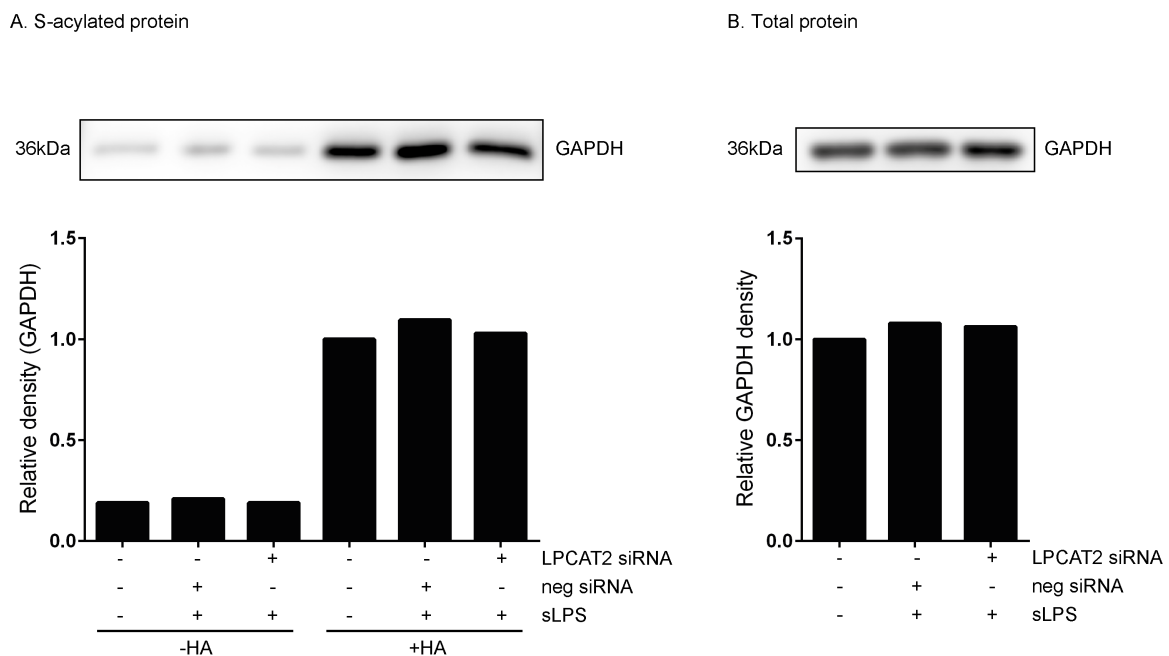 A. S-acylated protein
36kDa
GAPDH
Relative density (GAPDH)
1.5
1.0
0.5
0.0
- - + - - + LPCAT2 siRNA
- + - - + - neg siRNA
- + + - + + sLPS
-HA
+HA
B. Total protein
36kDa
GAPDH
Relative GAPDH density
1.5
1.0
0.5
0.0
- - + LPCAT2 siRNA
- + - neg siRNA
- + + sLPS